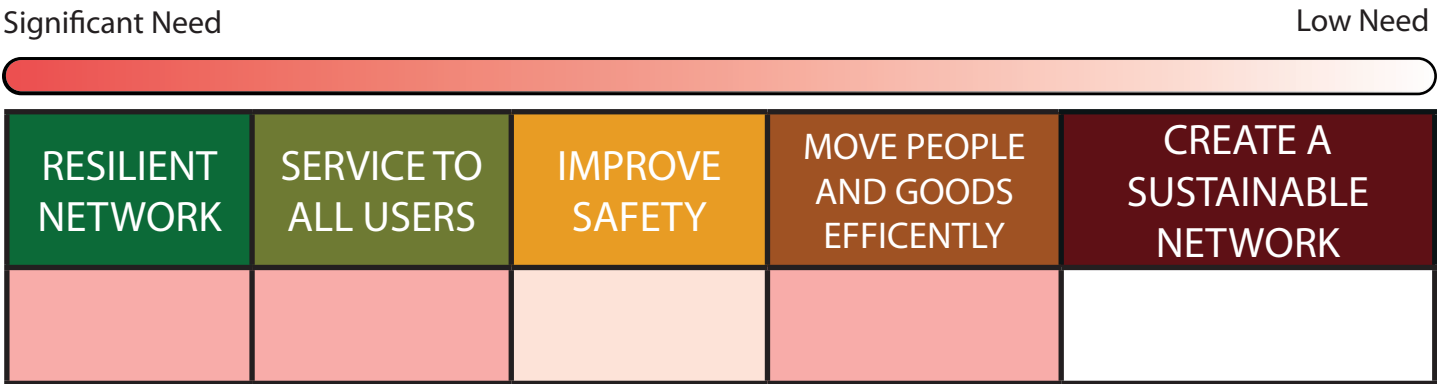 Significant Need
Low Need
RESILIENT
NETWORK
SERVICE TO
ALL USERS
IMPROVE
SAFETY
MOVE PEOPLE
AND GOODS
EFFICENTLY
CREATE A
SUSTAINABLE
NETWORK